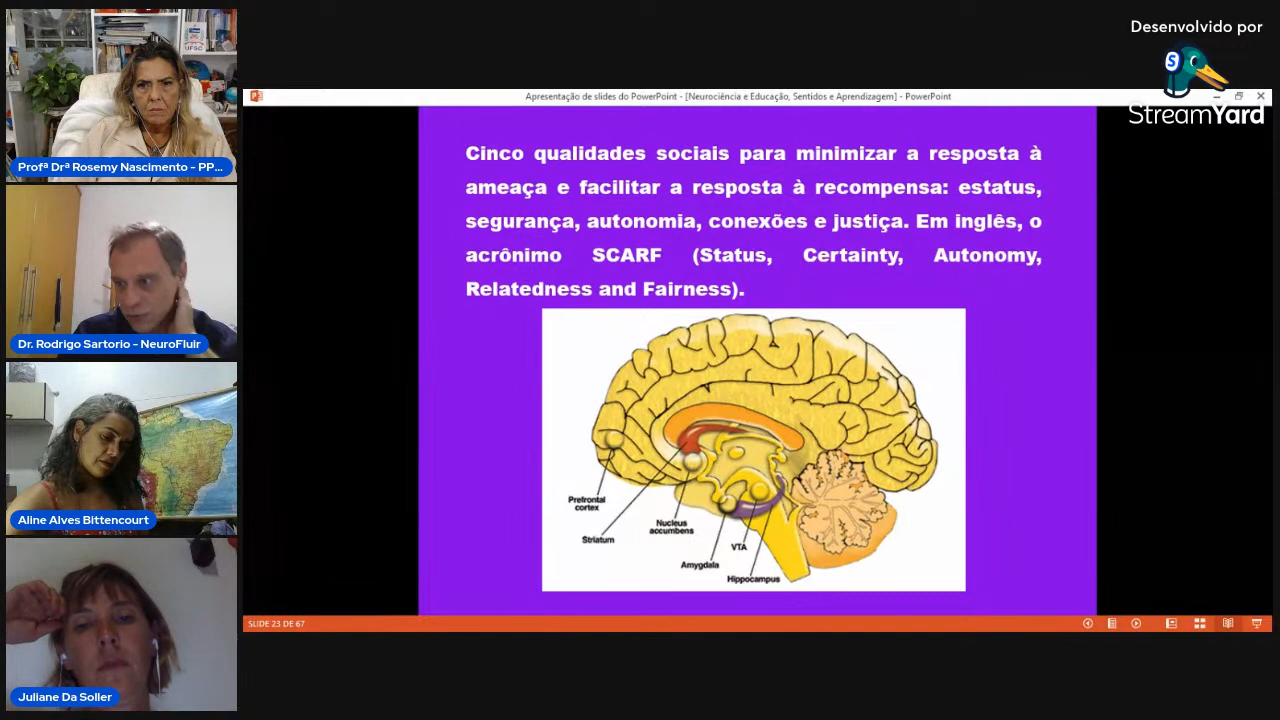 Desenvolvido por
StreamYard
Apresentação de slides do PowerPoint - [Neurociência e Educação, Sentidos e Aprendizagem] - PowerPoint
UFSC
Profª Drª Rosemy Nascimento - PP...
Dr. Rodrigo Sartorio - NeuroFluir
Aline Alves Bittencourt
Juliane Da Soller
Cinco qualidades sociais para minimizar a resposta à
ameaça e facilitar a resposta à recompensa: estatus,
segurança, autonomia, conexões e justiça. Em inglês, o
acrônimo SCARF (Status, Certainty, Autonomy,
Relatedness and Fairness).
Prefrontal
cortex
Striatum
Nucleus
accumbens
Amygdala
VTA
Hippocampus
SLIDE 23 DE 67